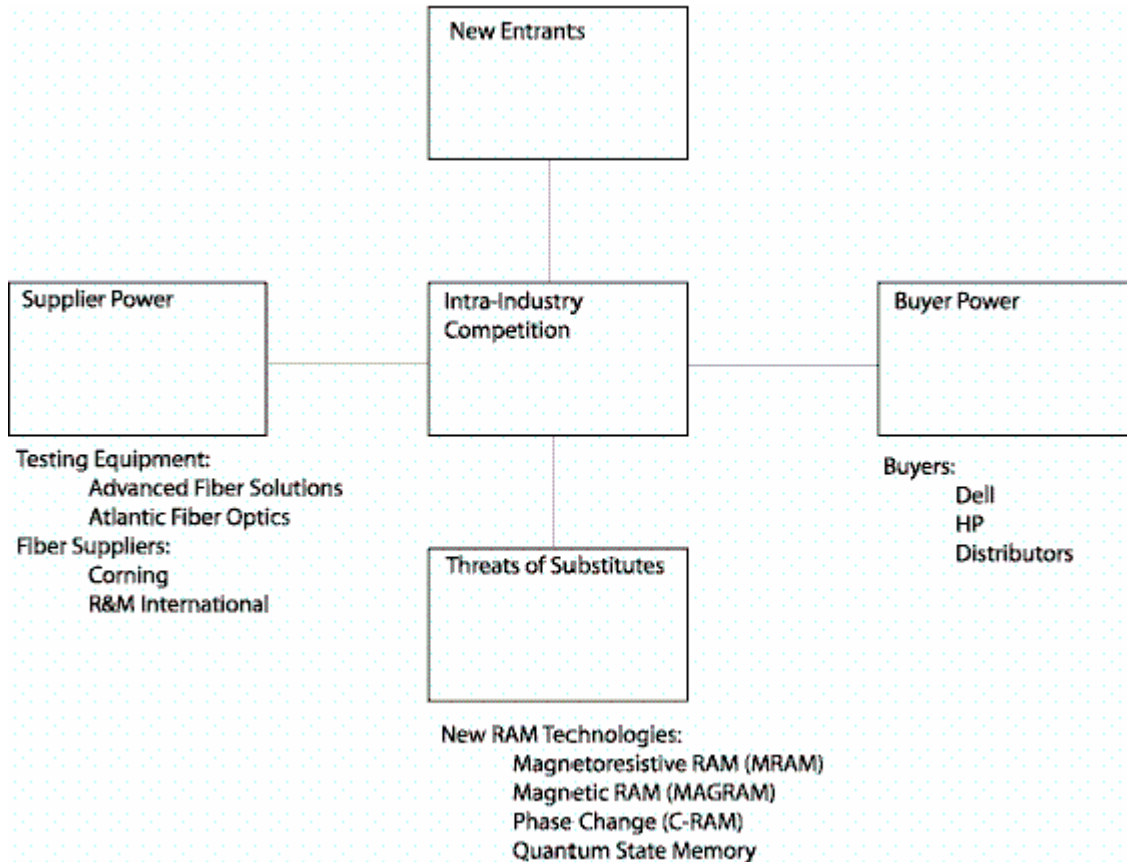 New Entrants
Supplier Power
Intra-Industry
Competition
Buyer Power
Testing Equipment:
Advanced Fiber Solutions
Atlantic Fiber Optics
Fiber Suppliers:
Corning
R&M International
Buyers:
Dell
HP
Distributors
Threats of Substitutes
New RAM Technologies:
Magnetoresistive RAM (MRAM)
Magnetic RAM (MAGRAM)
Phase Change (C-RAM)
Quantum State Memory